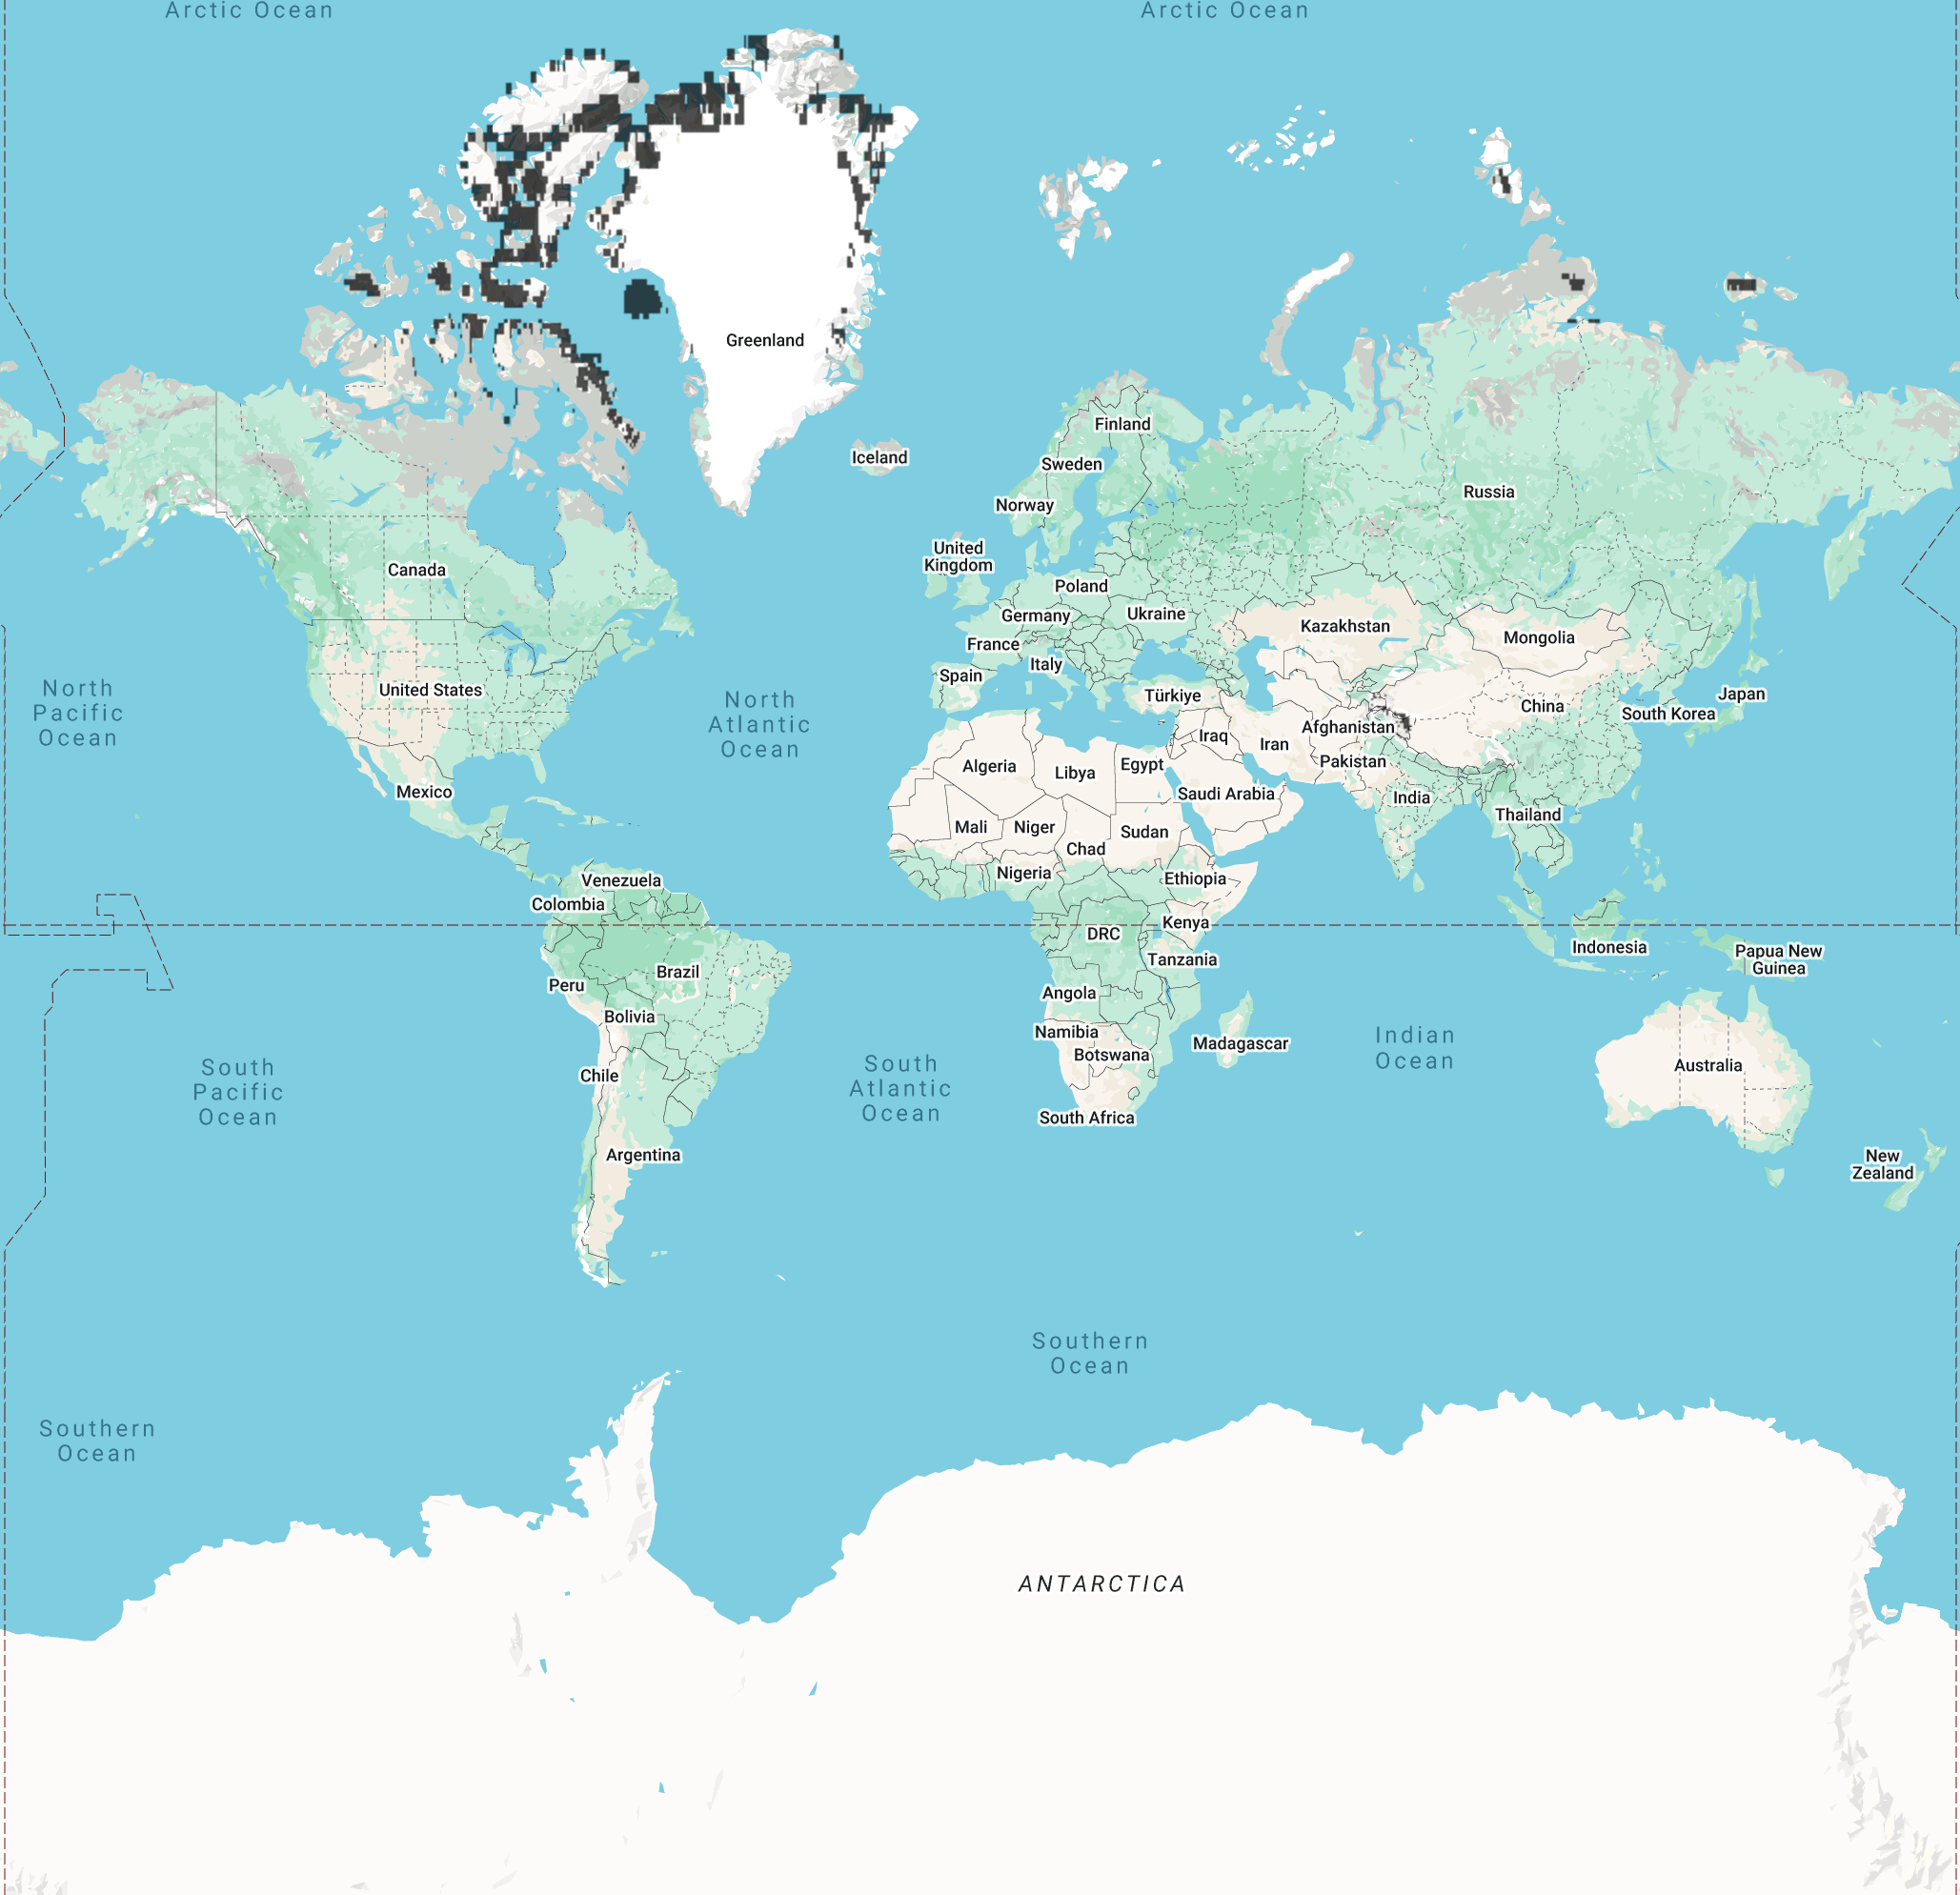 Arctic Ocean
Arctic Ocean
Greenland
Finland
Iceland
Sweden
Russia
Norway
United
Kingdom
Canada
Poland
Germany
Ukraine
Kazakhstan
Mongolia
France
Italy
Spain
United States
Türkiye
China
Japan
South Korea
North
Pacific
Ocean
North
Atlantic
Ocean
Afghanistan
Iraq
Iran
Pakistan
Algeria
Libya
Egypt
Saudi Arabia
India
Mexico
Thailand
Mali
Niger
Sudan
Chad
Nigeria
Ethiopia
Venezuela
Colombia
Kenya
DRC
Indonesia
Papua New
Guinea
Tanzania
Brazil
Peru
Angola
Bolivia
Namibia
Madagascar
Botswana
Indian
Ocean
Australia
South
Pacific
Ocean
Chile
South
Atlantic
Ocean
South Africa
Argentina
New
Zealand
Southern
Ocean
Southern
Ocean
ANTARCTICA